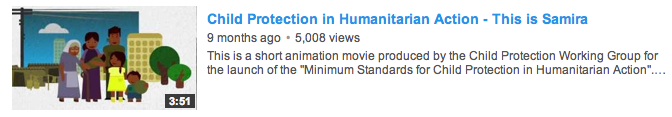 Child Protection in Humanitarian Action - This is Samira
9 months ago • 5,008 views
This is a short animation movie produced by the Child Protection Working Group for
the launch of the "Minimum Standards for Child Protection in Humanitarian Action"....
3:51